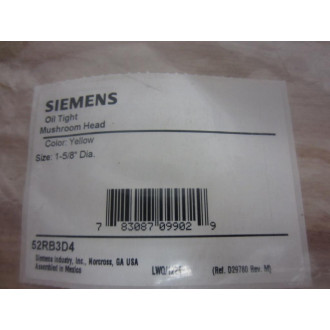 SIEMENS
Oil Tight
Mushroom Head
Color: Yellow
Size: 1-5/8" Dia.
7 83087 09902 9
52RB3D4
Siemens Industry, Inc., Norcross, GA USA
Assembled in Mexico
(Ref. D29780 Rev. M)